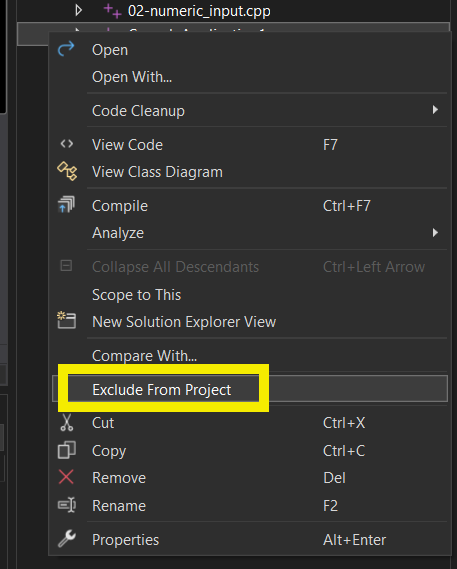 02-numeric_input.cpp
Open
Open With...
Code Cleanup
View Code F7
View Class Diagram
Compile Ctrl+F7
Analyze
Collapse All Descendants Ctrl+Left Arrow
Scope to This
New Solution Explorer View
Compare With...
Exclude From Project
Cut Ctrl+X
Copy Ctrl+C
Remove Del
Rename F2
Properties Alt+Enter